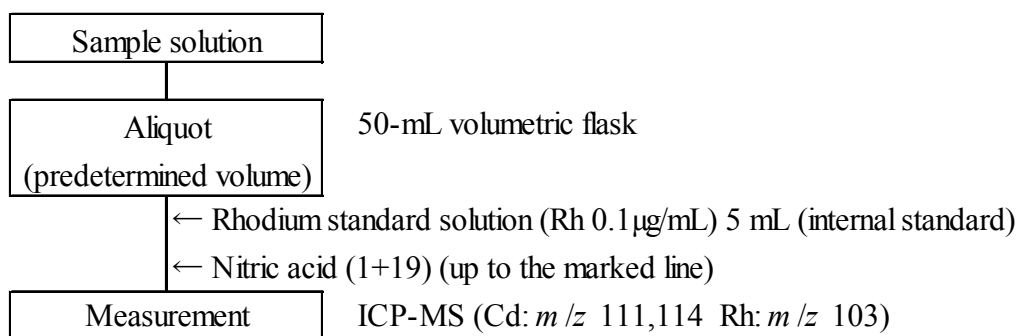 Sample solution
Aliquot 50-mL volumetric flask
(predetermined volume)
← Rhodium standard solution (Rh 0.1μg/mL) 5 mL (internal standard)
← Nitric acid (1+19) (up to the marked line)
Measurement ICP-MS (Cd: m/z 111,114 Rh: m/z 103)